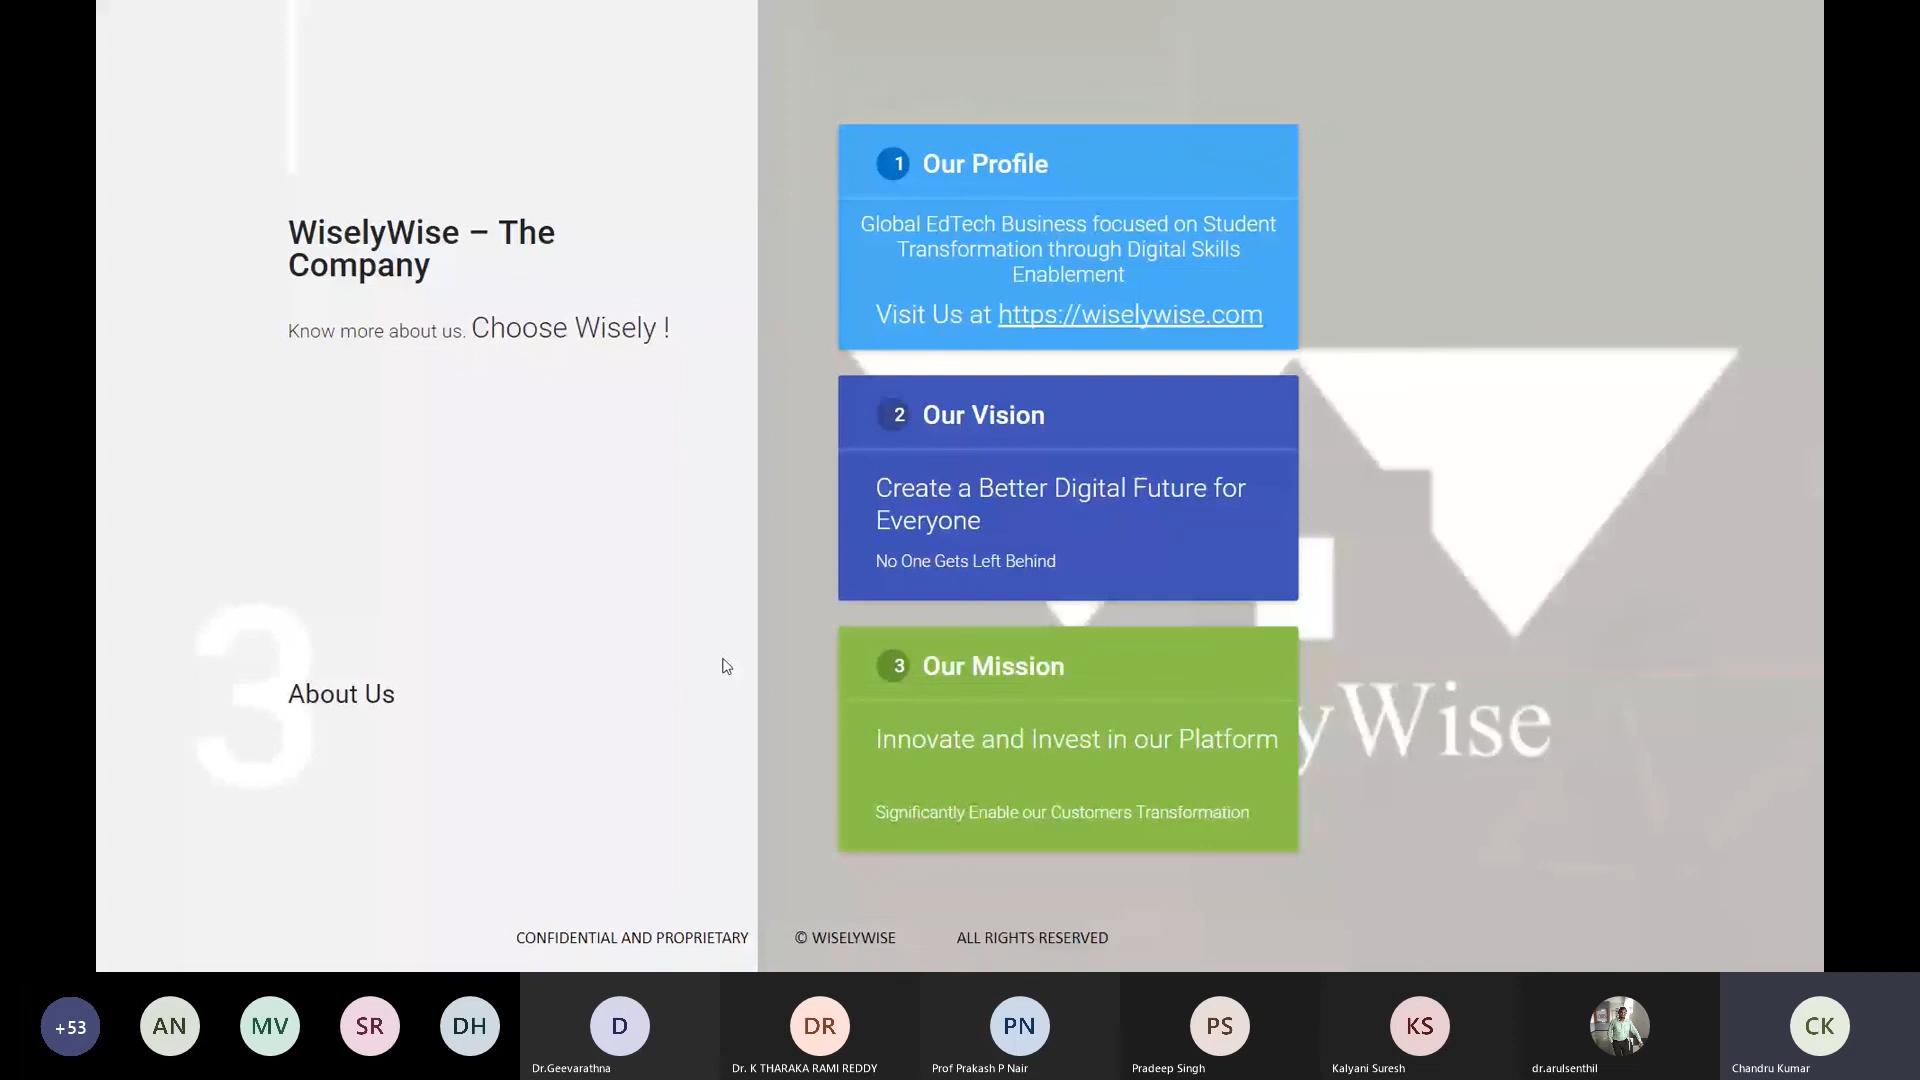 WiselyWise – The
Company
Know more about us. Choose Wisely !
3
About Us
1 Our Profile
Global EdTech Business focused on Student
Transformation through Digital Skills
Enablement
Visit Us at https://wiselywise.com
2 Our Vision
Create a Better Digital Future for
Everyone
No One Gets Left Behind
3 Our Mission
Innovate and Invest in our Platform
Significantly Enable our Customers Transformation
yWise
CONFIDENTIAL AND PROPRIETARY © WISELYWISE ALL RIGHTS RESERVED
+53 AN MV SR DH D DR PN PS KS CK
Dr.Geevarathna Dr. K THARAKA RAMI REDDY Prof Prakash P Nair Pradeep Singh Kalyani Suresh dr.arulsenthil Chandru Kumar